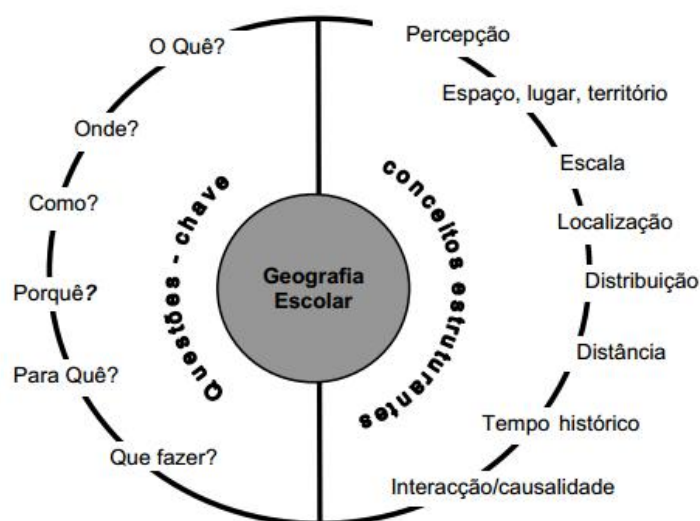 O Quê?
Onde?
Como?
Porquê?
Para Quê?
Que fazer?
Questões - chave
Geografia
Escolar
conceitos estruturantes
Percepção
Espaço, lugar, território
Escala
Localização
Distribuição
Distância
Tempo histórico
Interacção/causalidade